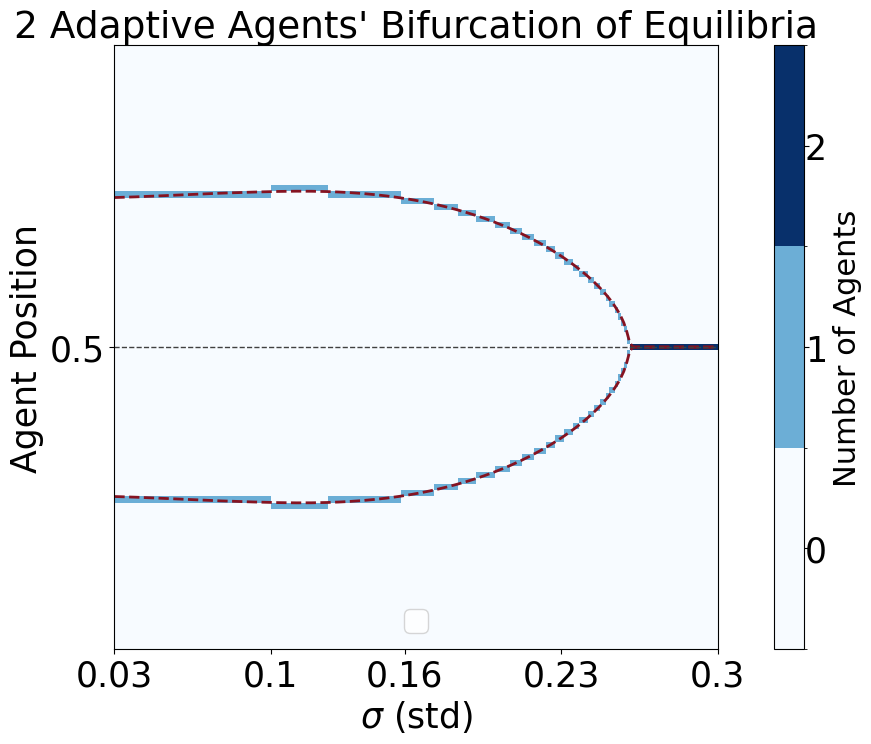 2 Adaptive Agents' Bifurcation of Equilibria
Agent Position
0.5
0.03
0.1
0.16
0.23
0.3
σ (std)
2
1
0
Number of Agents